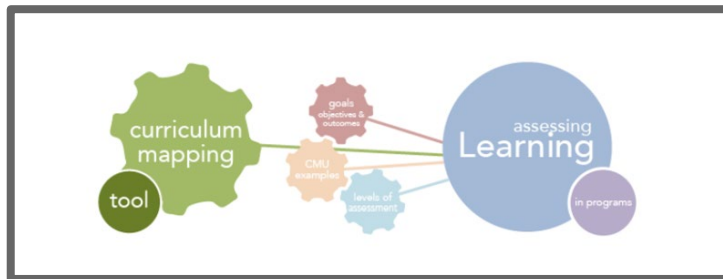 curriculum
mapping
tool
goals
objectives &
outcomes
CMU
examples
levels of
assessment
assessing
Learning
in programs